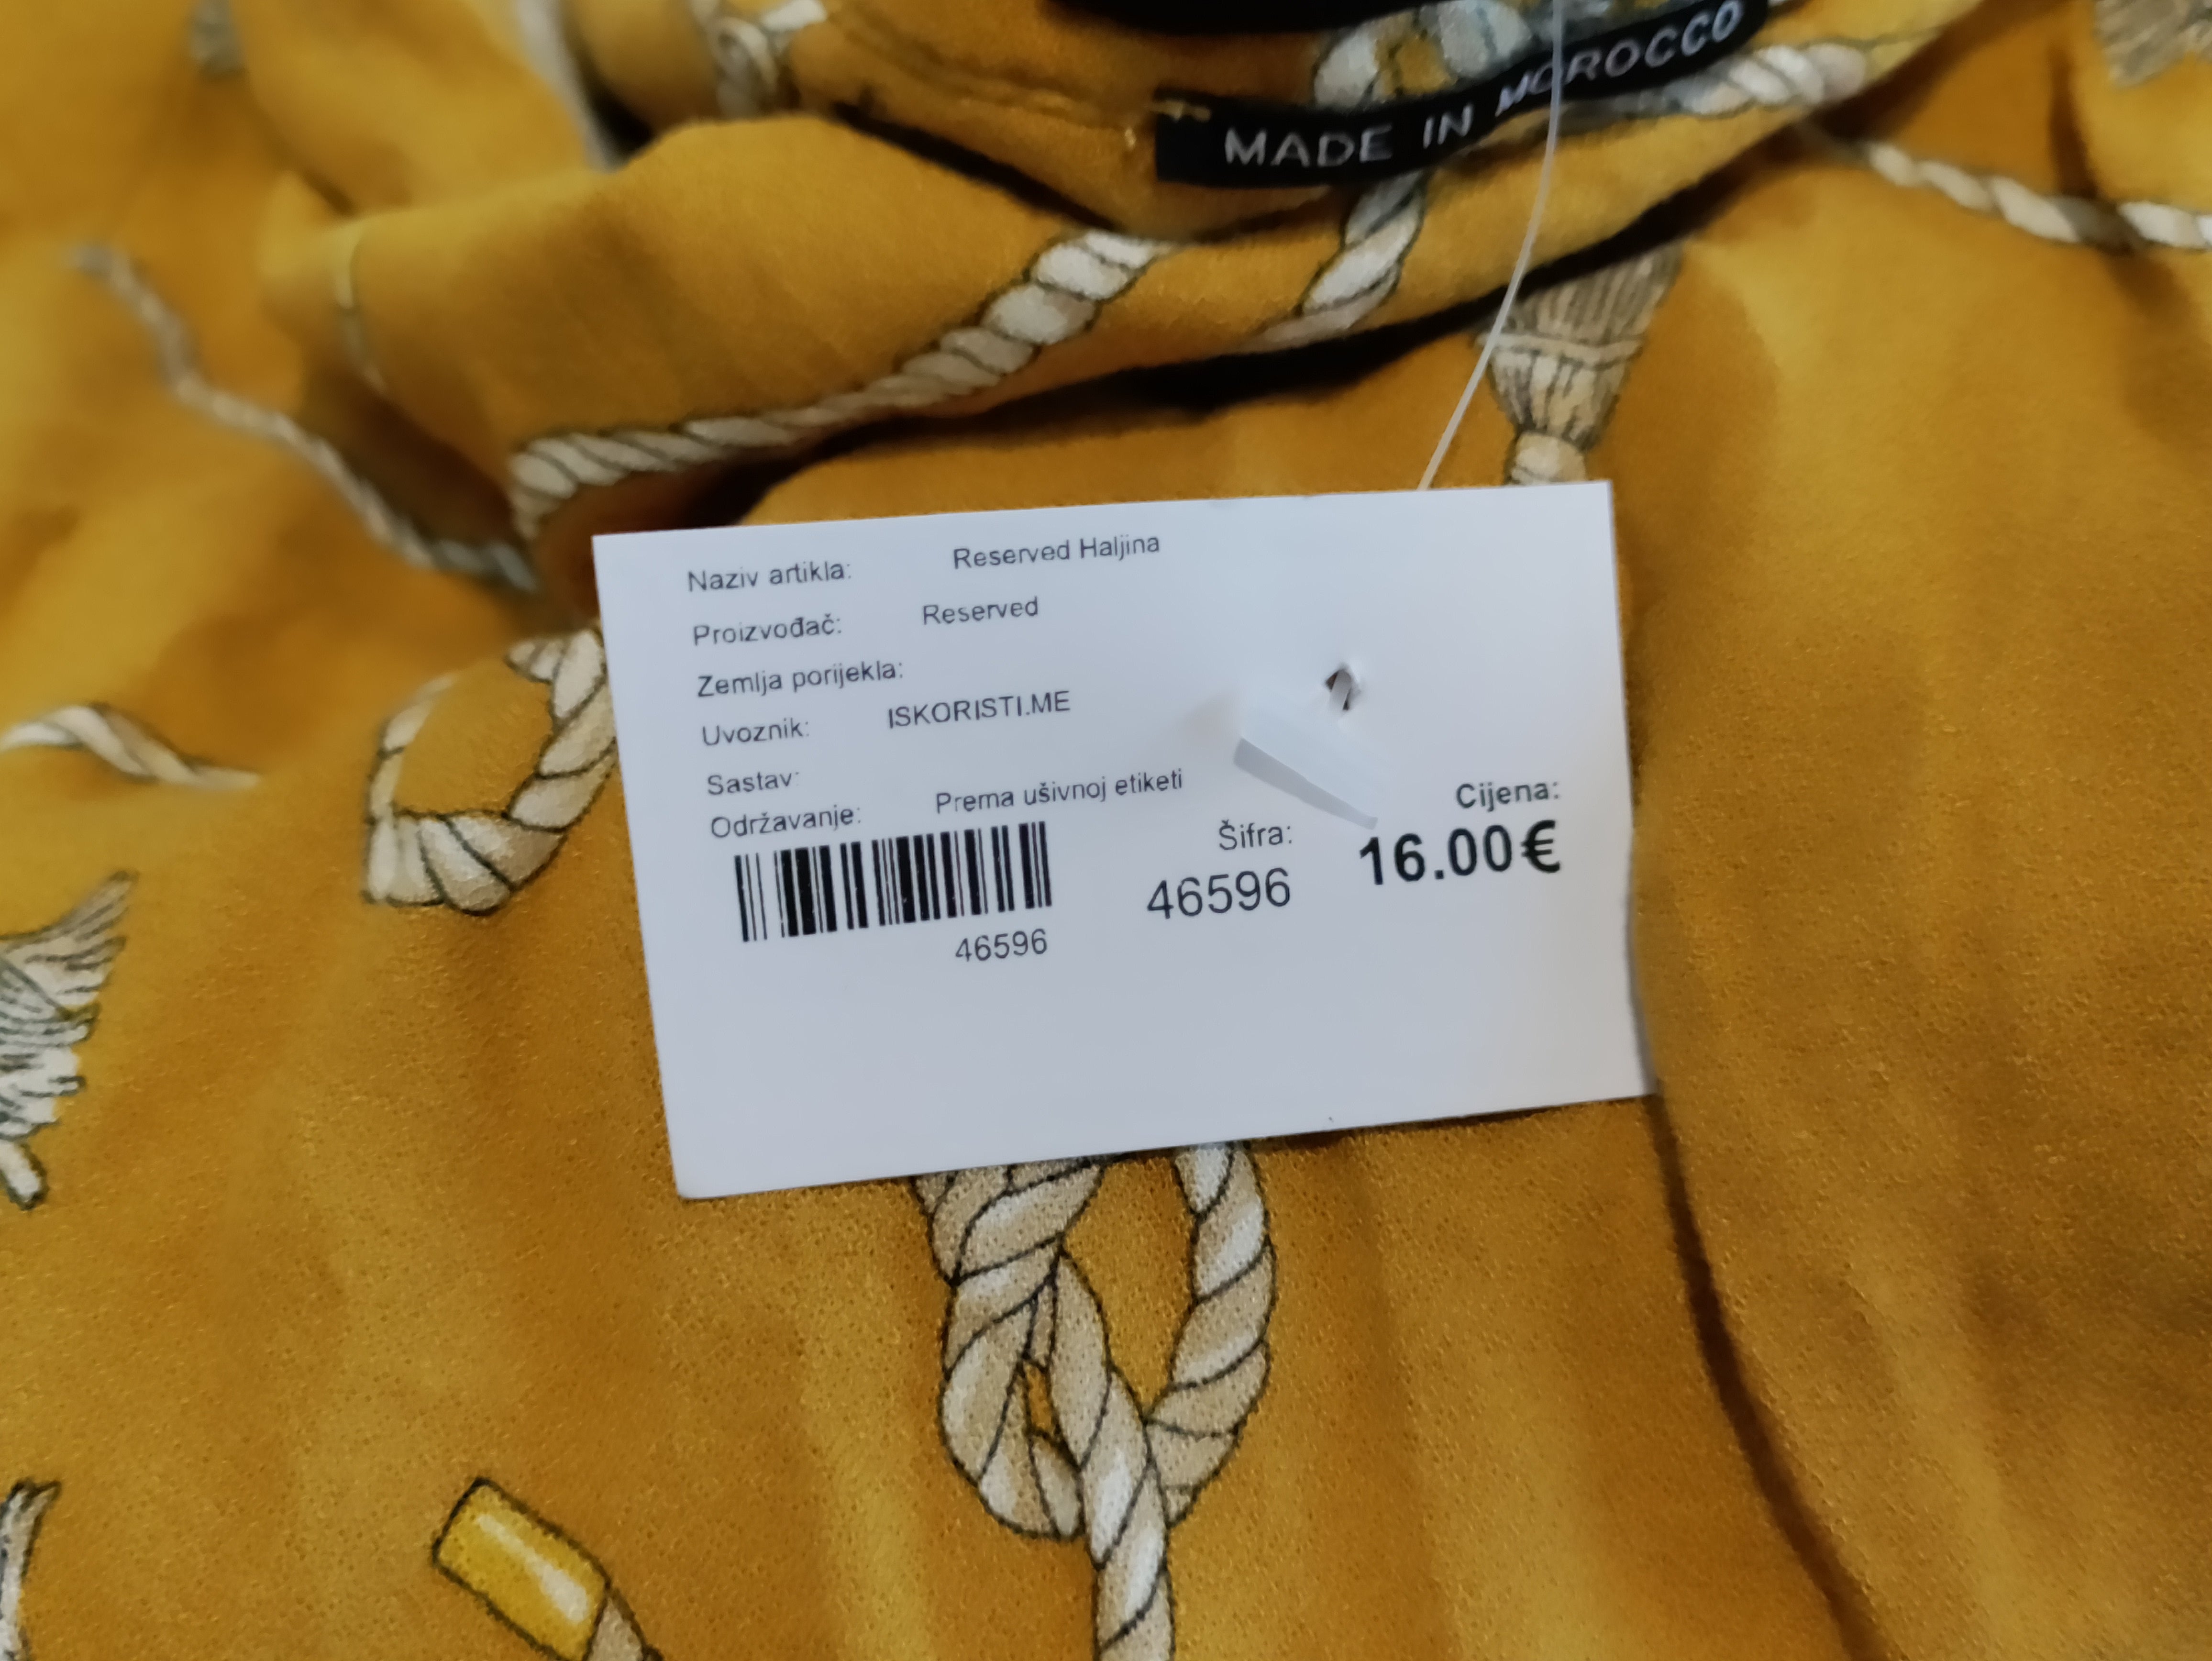 MADE IN MOROCCO
Naziv artikla: Reserved Haljina
Proizvođač: Reserved
Zemlja porijekla:
Uvoznik: ISKORISTI.ME
Sastav:
Održavanje: Prema ušivnoj etiketi
46596
Šifra:
46596
Cijena:
16.00€